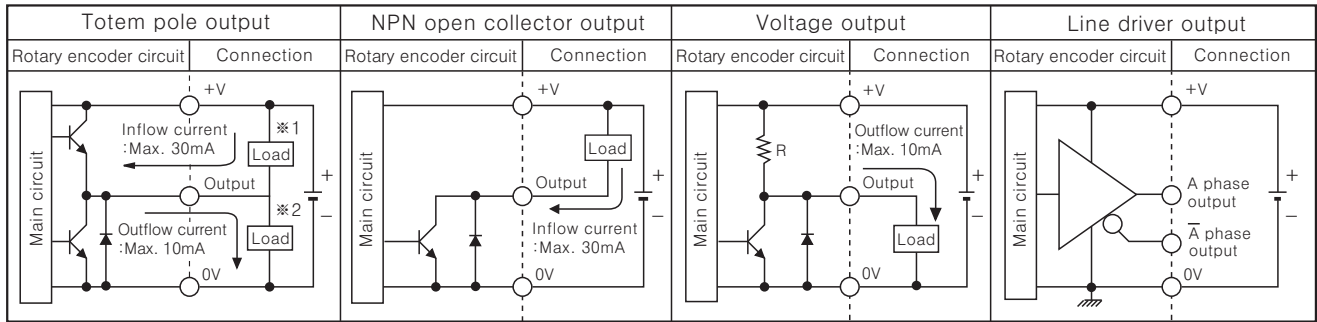 Totem pole output
NPN open collector output
Voltage output
Line driver output
Rotary encoder circuit
Connection
Rotary encoder circuit
Connection
Rotary encoder circuit
Connection
Rotary encoder circuit
Connection
Main circuit
+V
Inflow current
:Max. 30mA
※1
Load
Output
※2
Outflow current
:Max. 10mA
Load
0V
+
−
Main circuit
+V
Load
Output
Inflow current
:Max. 30mA
0V
+
−
Main circuit
+V
R
Outflow current
:Max. 10mA
Output
Load
0V
+
−
Main circuit
+V
A phase
output
A̅ phase
output
0V
+
−